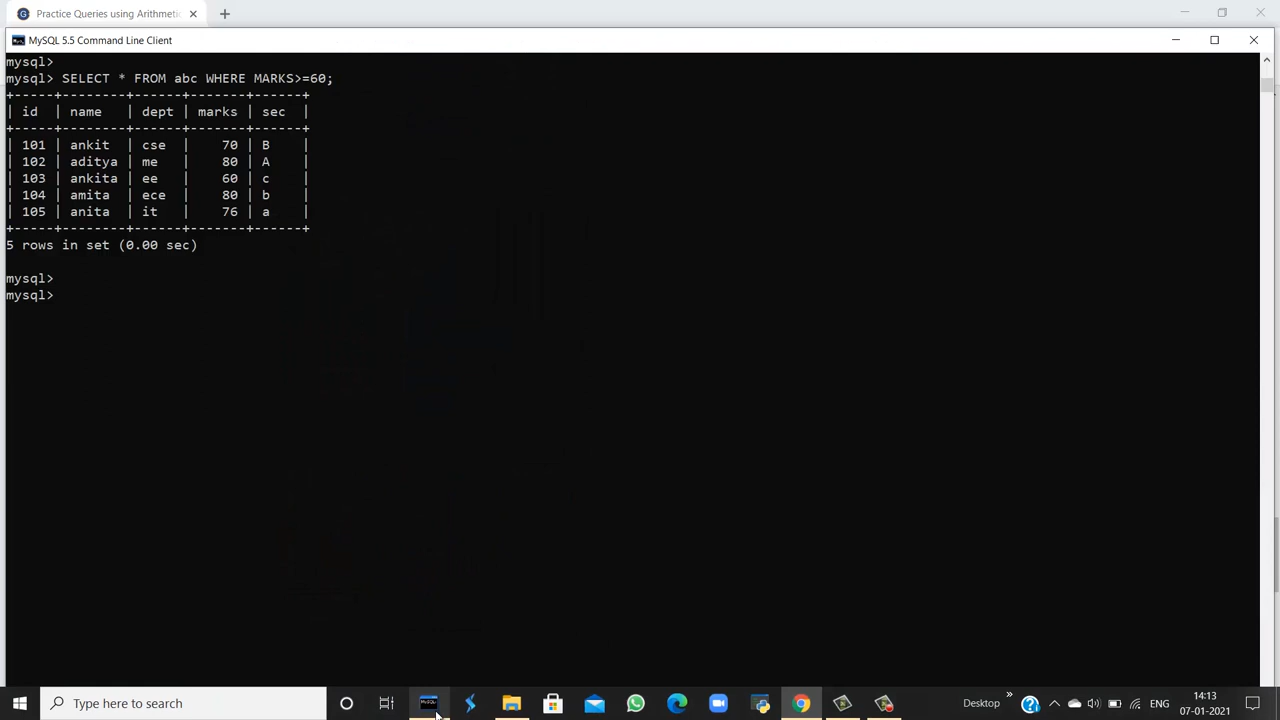 Practice Queries using Arithmetic
MySQL 5.5 Command Line Client
mysql>
mysql> SELECT * FROM abc WHERE MARKS>=60;
+-----+--------+------+-------+------+
| id | name | dept | marks | sec |
+-----+--------+------+-------+------+
| 101 | ankit | cse | 70 | B |
| 102 | aditya | me | 80 | A |
| 103 | ankita | ee | 60 | c |
| 104 | amita | ece | 80 | b |
| 105 | anita | it | 76 | a |
+-----+--------+------+-------+------+
5 rows in set (0.00 sec)
mysql>
mysql>
Type here to search
MySQL
Desktop
»
ENG
14:13
07-01-2021